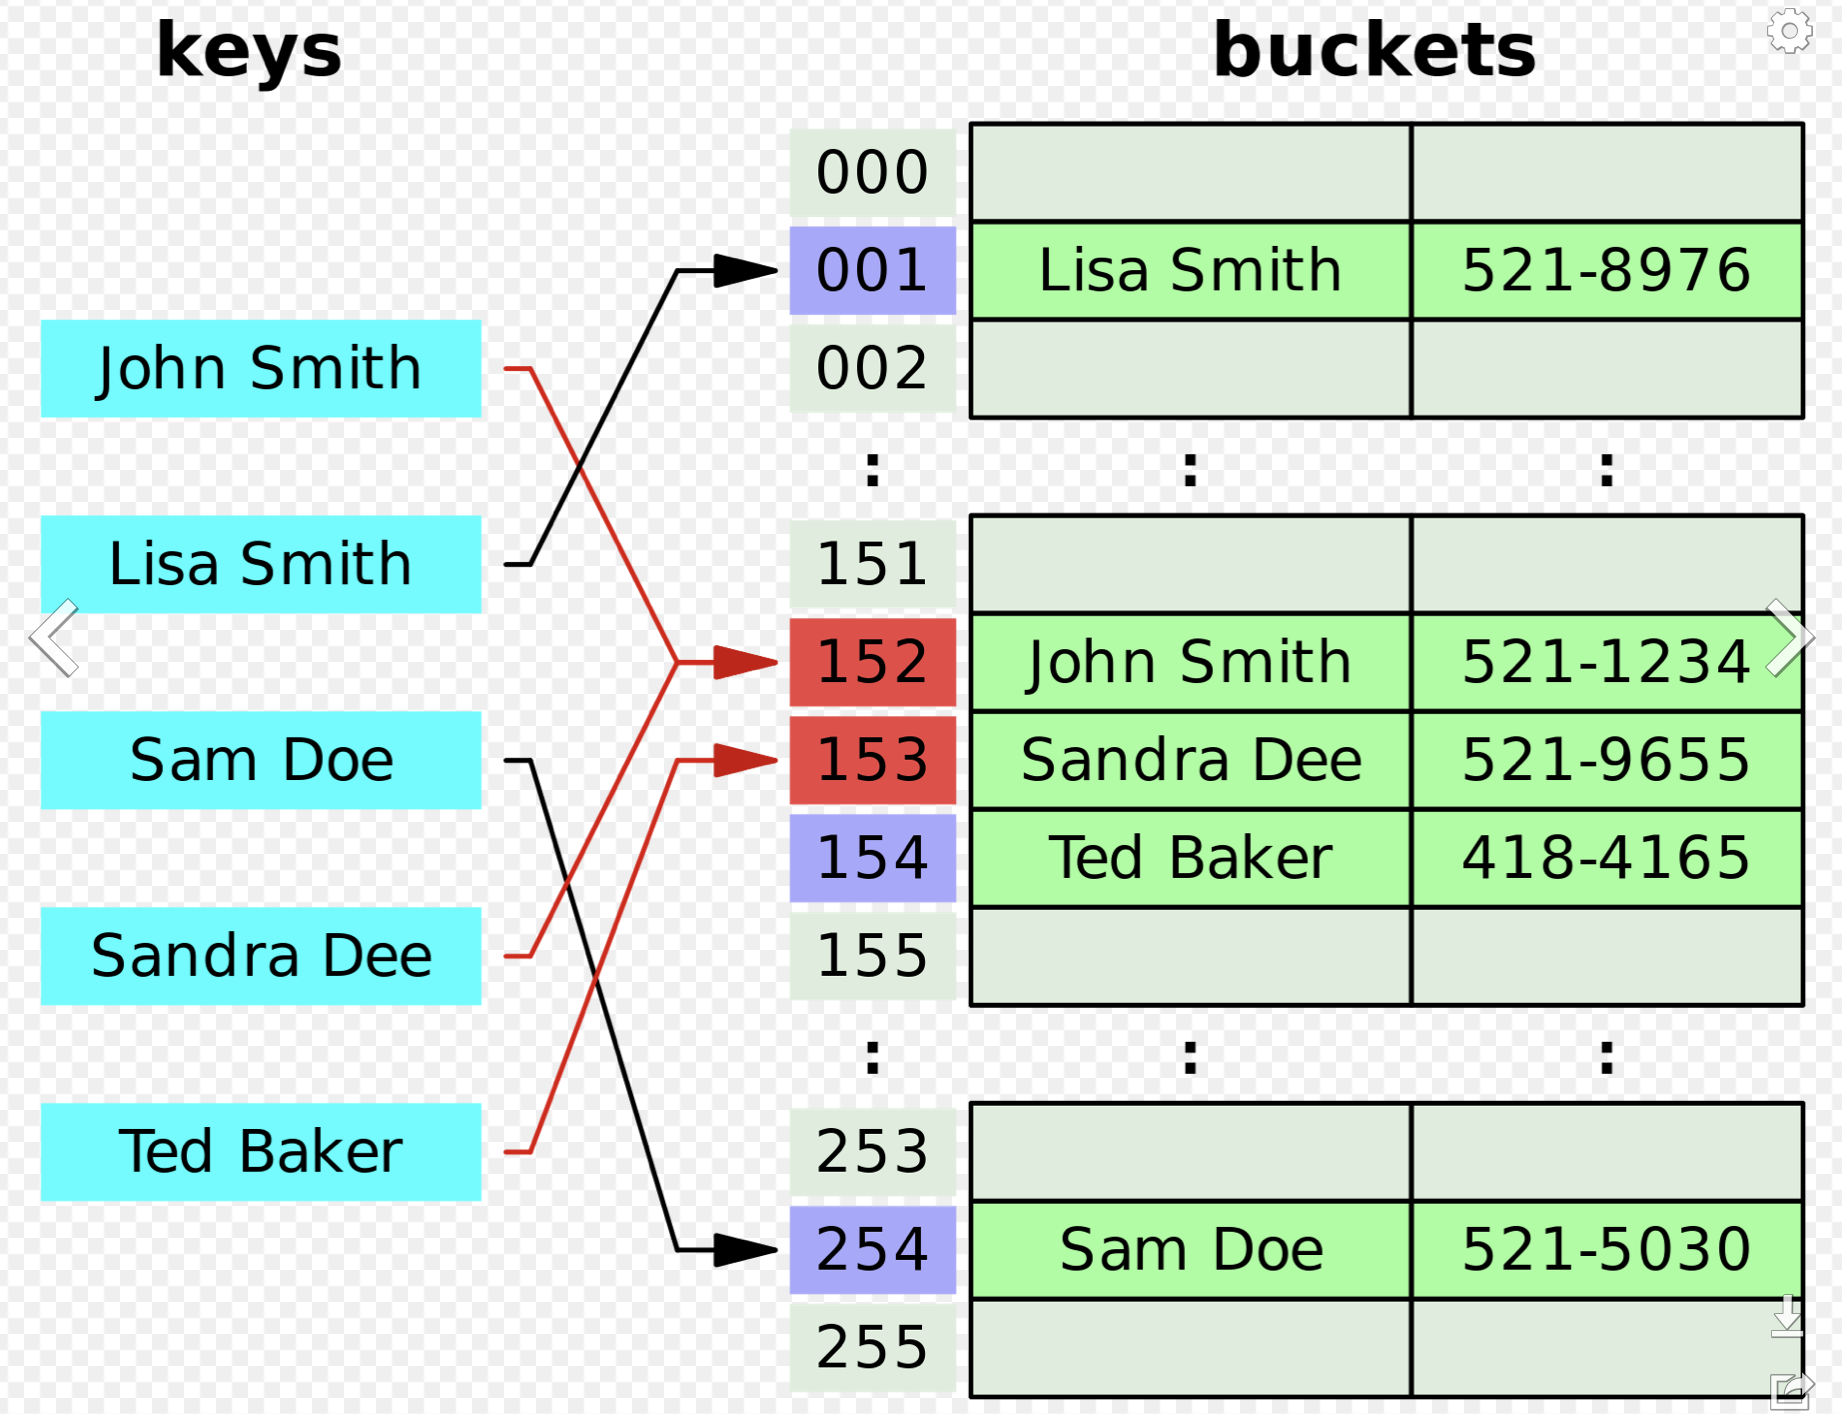 keys
buckets
000
001 Lisa Smith 521-8976
John Smith
002
:
:
:
Lisa Smith
151
152 John Smith 521-1234
Sam Doe
153 Sandra Dee 521-9655
154 Ted Baker 418-4165
Sandra Dee
155
:
:
:
Ted Baker
253
254 Sam Doe 521-5030
255